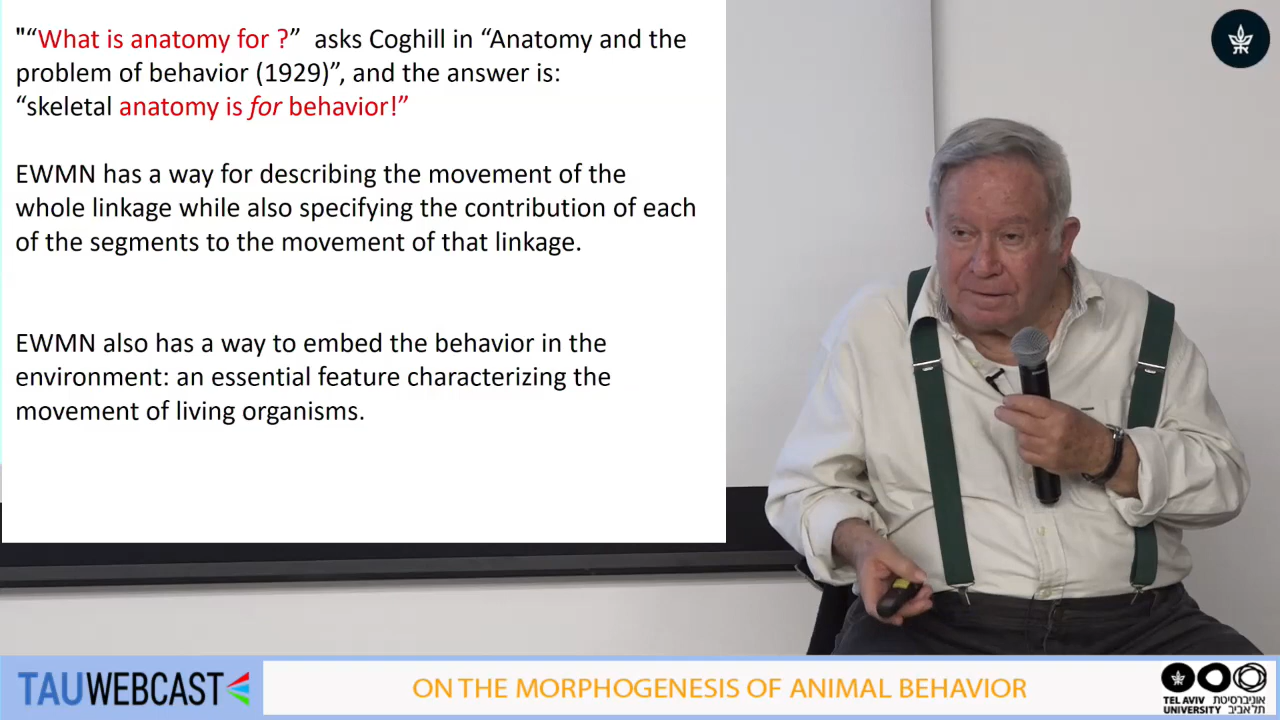 "“What is anatomy for ?” asks Coghill in “Anatomy and the
problem of behavior (1929)”, and the answer is:
“skeletal anatomy is for behavior!”
EWMN has a way for describing the movement of the
whole linkage while also specifying the contribution of each
of the segments to the movement of that linkage.
EWMN also has a way to embed the behavior in the
environment: an essential feature characterizing the
movement of living organisms.
TAUWEBCAST
ON THE MORPHOGENESIS OF ANIMAL BEHAVIOR
TEL AVIV אוניברסיטת
UNIVERSITY תל אביב